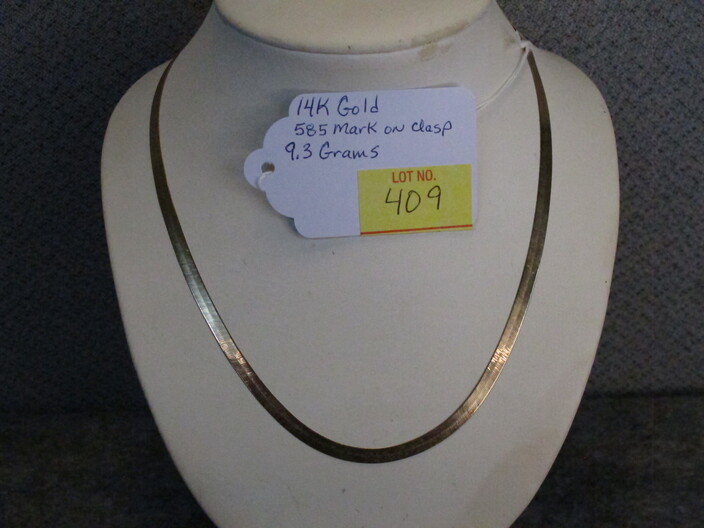 14K Gold
585 Mark on Clasp
9.3 Grams
LOT NO.
409